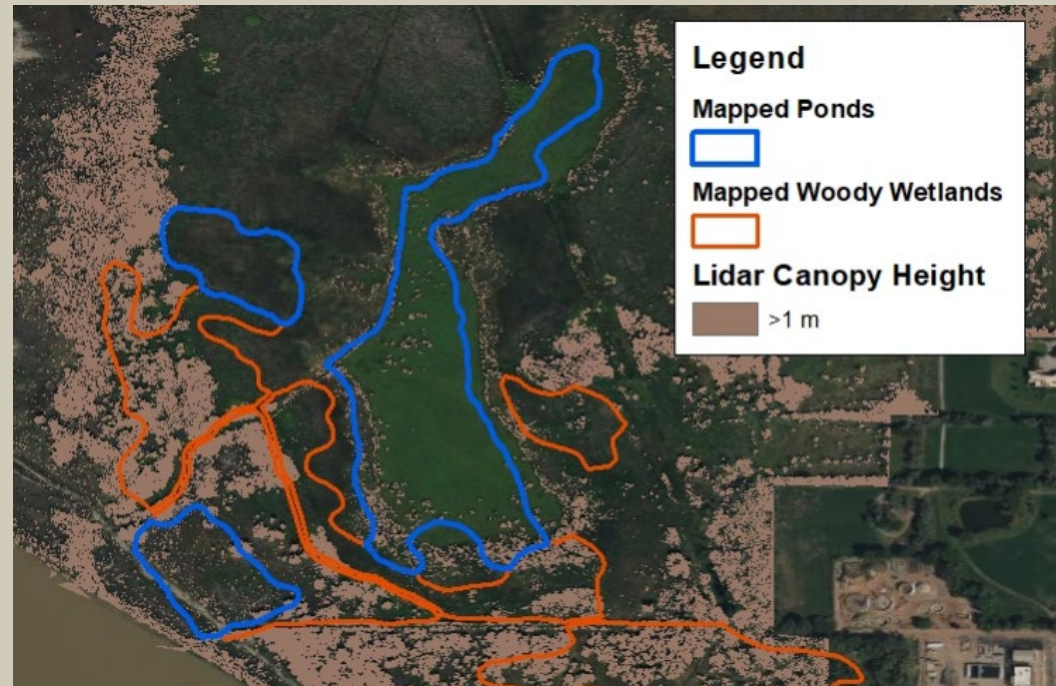 Legend
Mapped Ponds
Mapped Woody Wetlands
Lidar Canopy Height
>1 m